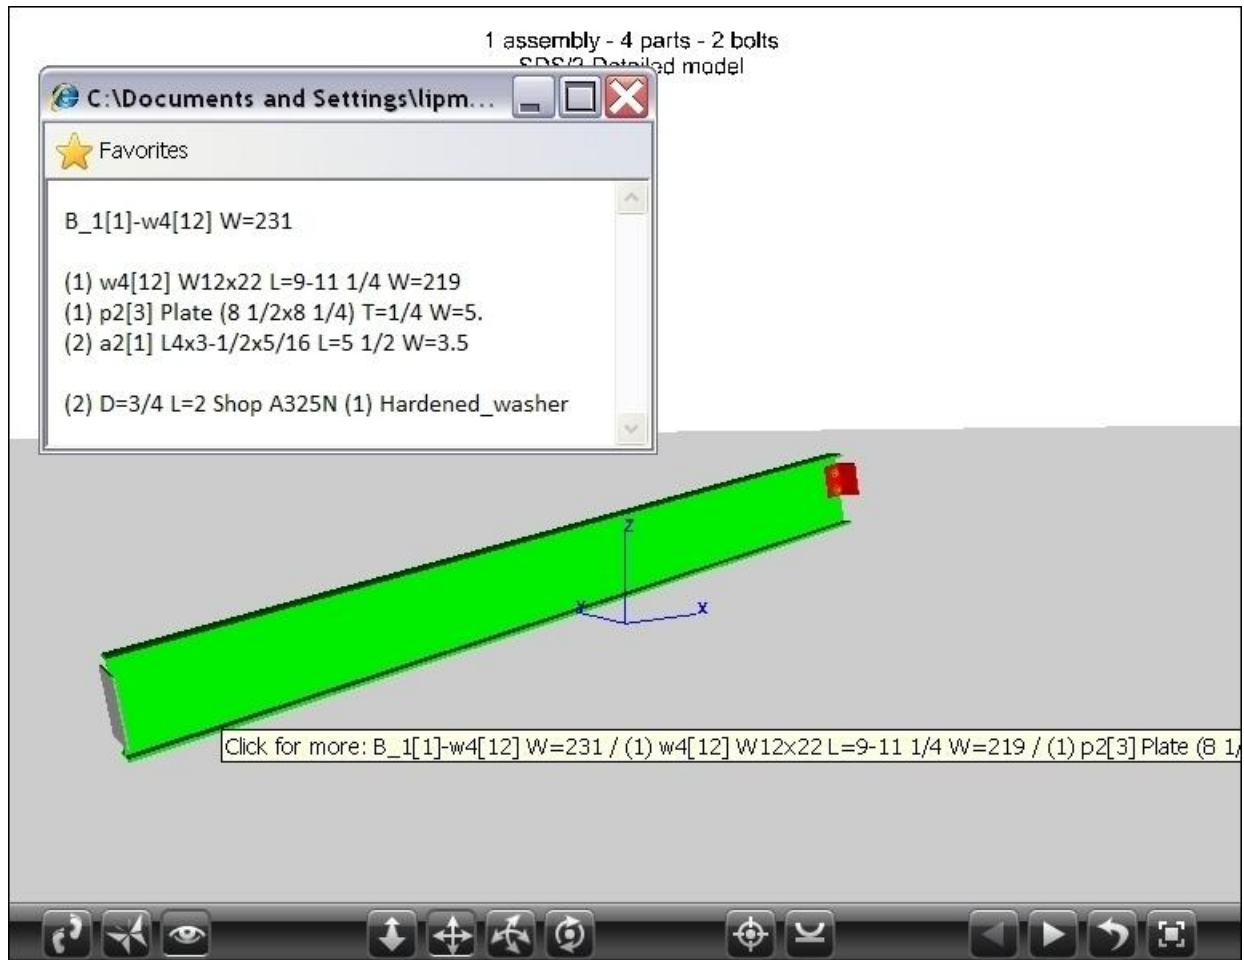 1 assembly - 4 parts - 2 bolts
SDS/2 Detailed model
C:\Documents and Settings\lipm...
Favorites
B_1[1]-w4[12] W=231
(1) w4[12] W12x22 L=9-11 1/4 W=219
(1) p2[3] Plate (8 1/2x8 1/4) T=1/4 W=5.
(2) a2[1] L4x3-1/2x5/16 L=5 1/2 W=3.5
(2) D=3/4 L=2 Shop A325N (1) Hardened_washer
Z
Y
X
Click for more: B_1[1]-w4[12] W=231 / (1) w4[12] W12x22 L=9-11 1/4 W=219 / (1) p2[3] Plate (8 1/